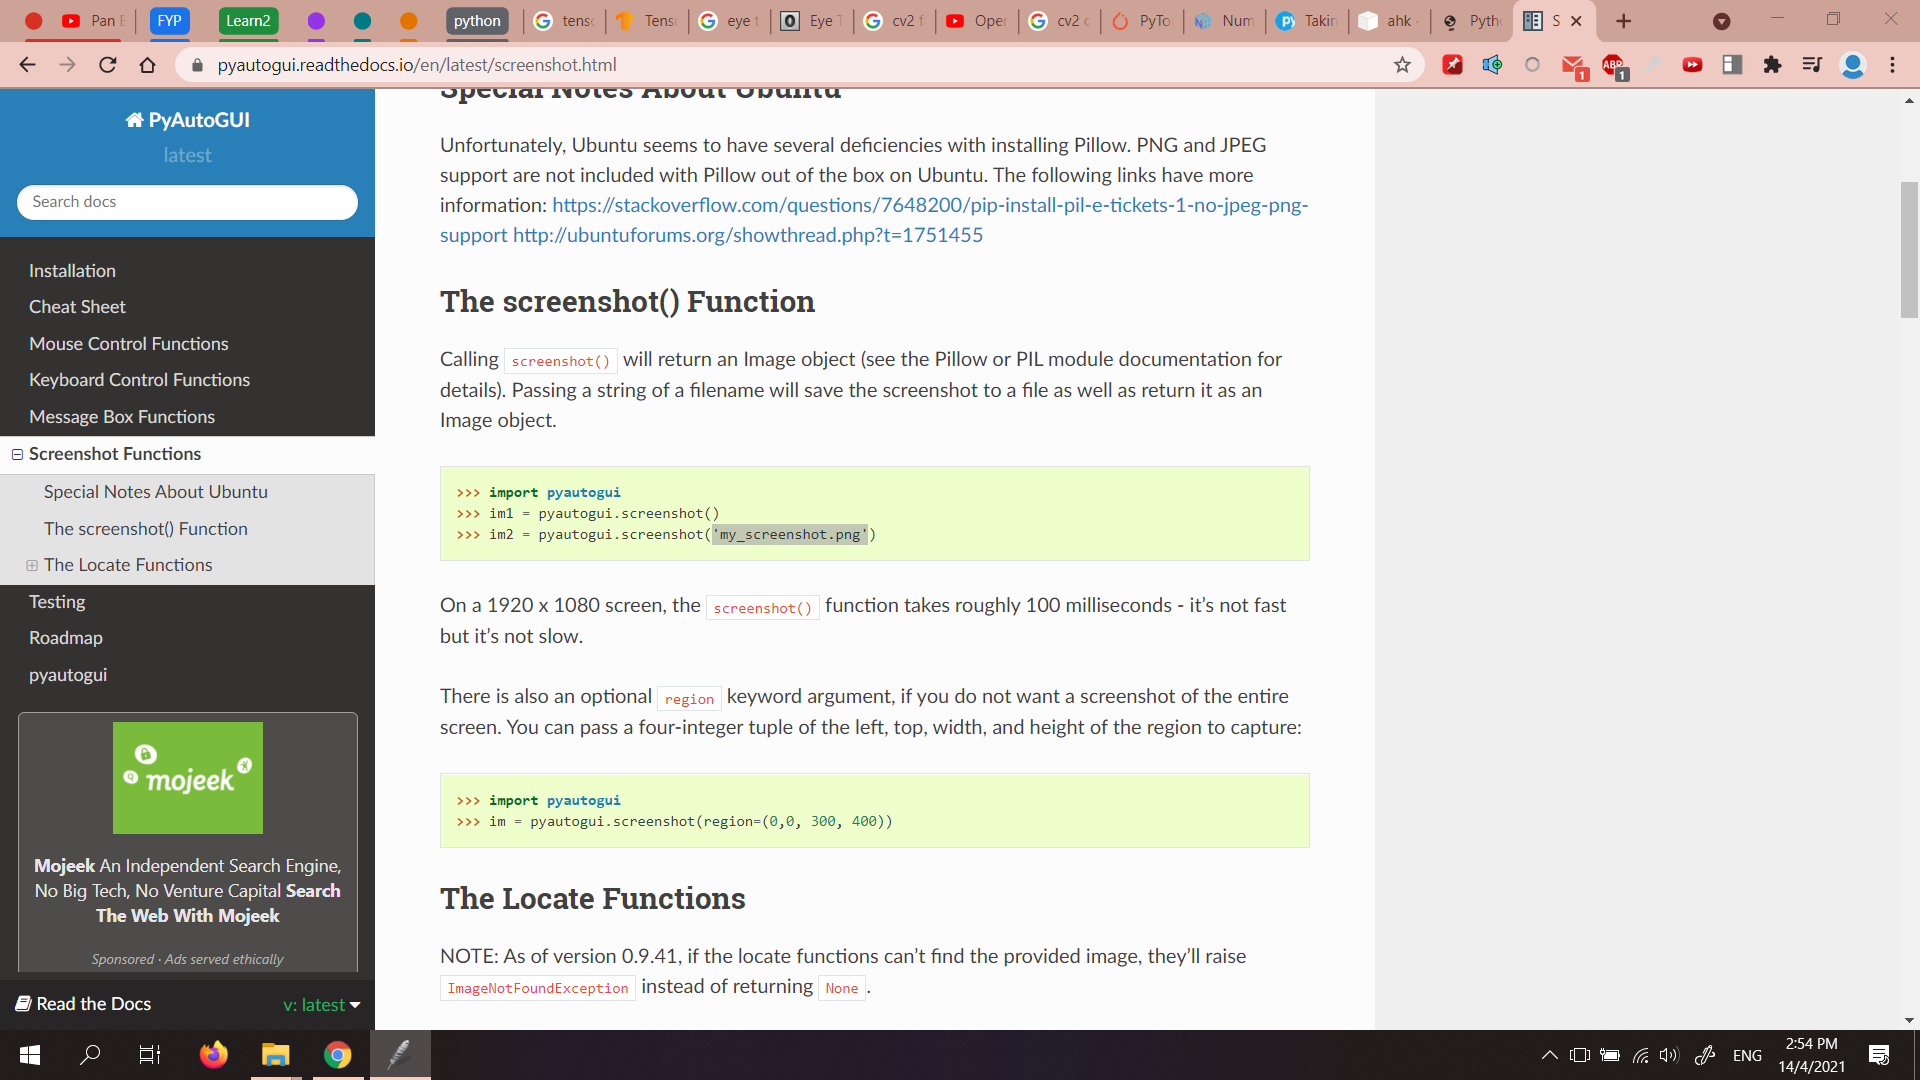 Pan E
FYP
Learn2
python
tens
Tens
eye t
Eye T
cv2 f
Oper
cv2 c
PyTo
Num
Takin
ahk
Pyth
S
pyautogui.readthedocs.io/en/latest/screenshot.html
1
ABP
1
PyAutoGUI
latest
Search docs
Installation
Cheat Sheet
Mouse Control Functions
Keyboard Control Functions
Message Box Functions
Screenshot Functions
Special Notes About Ubuntu
The screenshot() Function
The Locate Functions
Testing
Roadmap
pyautogui
mojeek
Mojeek An Independent Search Engine,
No Big Tech, No Venture Capital Search
The Web With Mojeek
Sponsored · Ads served ethically
Read the Docs
v: latest
Special Notes About Ubuntu
Unfortunately, Ubuntu seems to have several deficiencies with installing Pillow. PNG and JPEG
support are not included with Pillow out of the box on Ubuntu. The following links have more
information: https://stackoverflow.com/questions/7648200/pip-install-pil-e-tickets-1-no-jpeg-png-
support http://ubuntuforums.org/showthread.php?t=1751455
The screenshot() Function
Calling screenshot() will return an Image object (see the Pillow or PIL module documentation for
details). Passing a string of a filename will save the screenshot to a file as well as return it as an
Image object.
>>> import pyautogui
>>> im1 = pyautogui.screenshot()
>>> im2 = pyautogui.screenshot('my_screenshot.png')
On a 1920 x 1080 screen, the screenshot() function takes roughly 100 milliseconds - it's not fast
but it's not slow.
There is also an optional region keyword argument, if you do not want a screenshot of the entire
screen. You can pass a four-integer tuple of the left, top, width, and height of the region to capture:
>>> import pyautogui
>>> im = pyautogui.screenshot(region=(0,0, 300, 400))
The Locate Functions
NOTE: As of version 0.9.41, if the locate functions can't find the provided image, they'll raise
ImageNotFoundException instead of returning None.
ENG
2:54 PM
14/4/2021